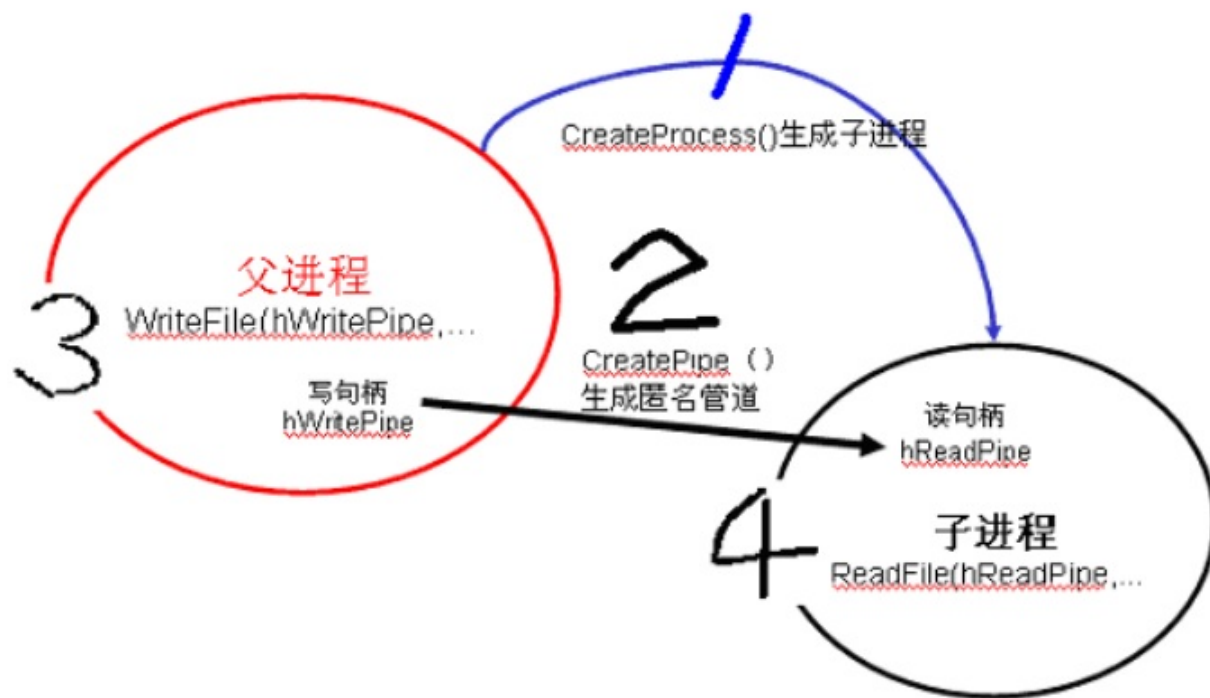 1
CreateProcess()生成子进程
父进程
WriteFile(hWritePipe,...
3
2
CreatePipe（）
生成匿名管道
写句柄
hWritePipe
读句柄
hReadPipe
4
子进程
ReadFile(hReadPipe,...